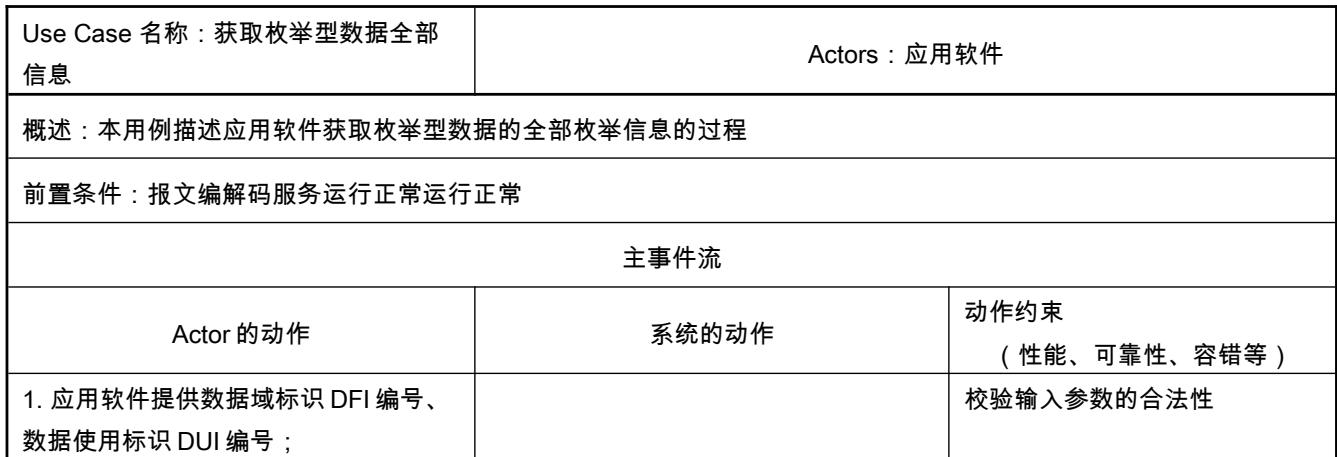 Use Case 名称：获取枚举型数据全部
信息
Actors：应用软件
概述：本用例描述应用软件获取枚举型数据的全部枚举信息的过程
前置条件：报文编解码服务运行正常运行正常
主事件流
Actor 的动作
系统的动作
动作约束
（性能、可靠性、容错等）
1. 应用软件提供数据域标识 DFI 编号、
数据使用标识 DUI 编号；
校验输入参数的合法性